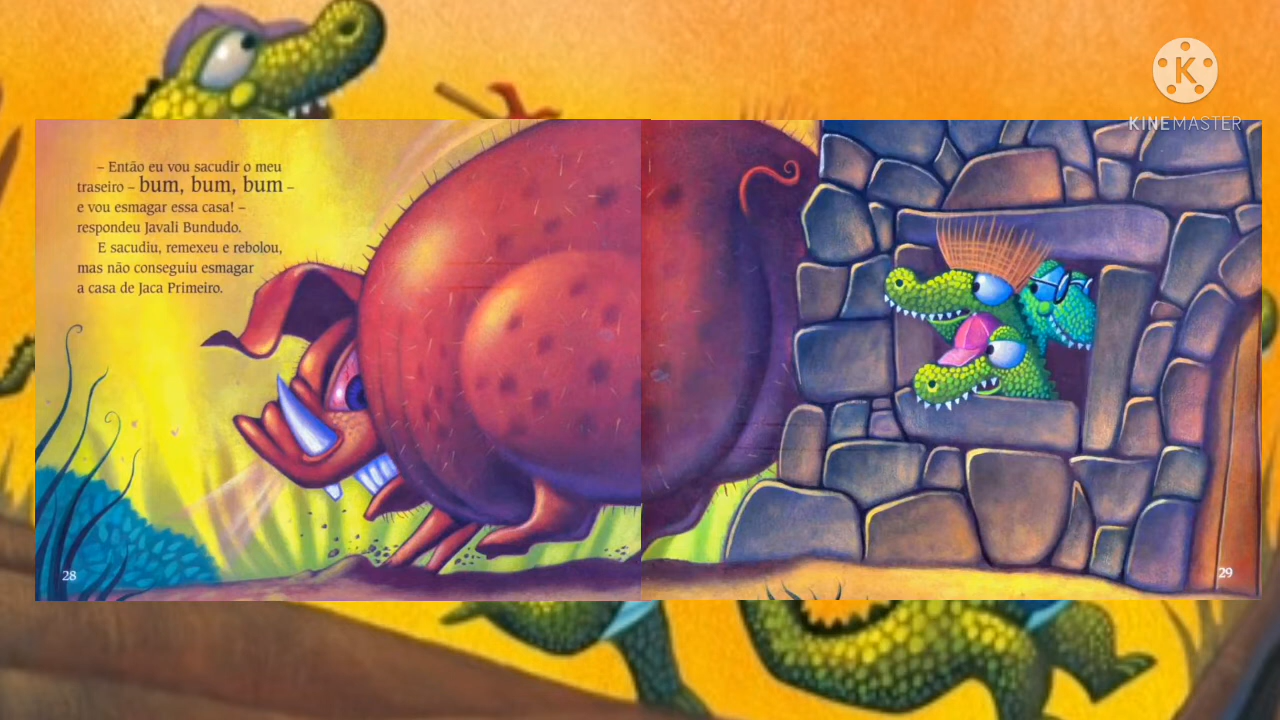 – Então eu vou sacudir o meu
traseiro – bum, bum, bum –
e vou esmagar essa casa! –
respondeu Javali Bundudo.
E sacudiu, remexeu e rebolou,
mas não conseguiu esmagar
a casa de Jaca Primeiro.
28
29
K
KINEMASTER